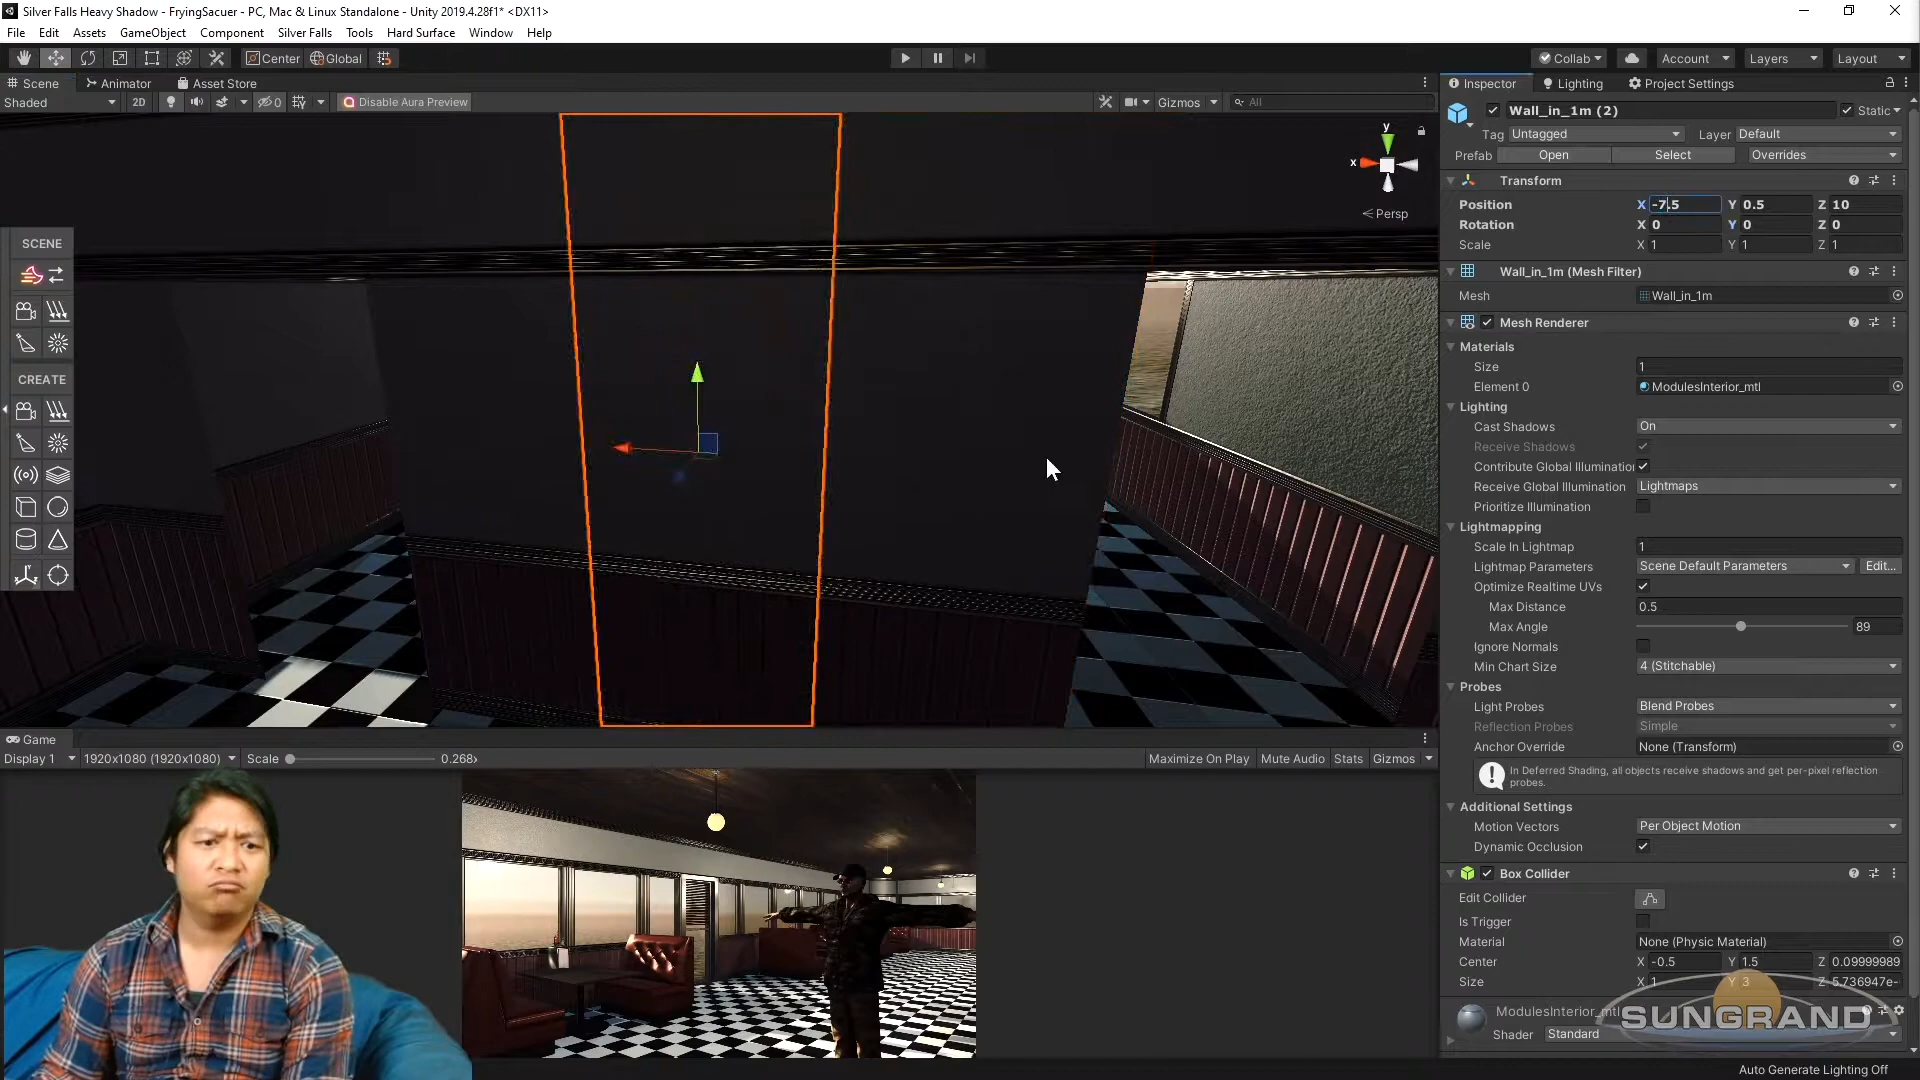 Silver Falls Heavy Shadow - FryingSacuer - PC, Mac & Linux Standalone - Unity 2019.4.28f1* <DX11>
File Edit Assets GameObject Component Silver Falls Tools Hard Surface Window Help
Center Global Collab Account Layers Layout
Scene Animator Asset Store
Shaded 2D 0 Disable Aura Preview Gizmos All
y
x
Persp
SCENE
CREATE
Inspector Lighting Project Settings
Wall_in_1m (2) Static
Tag Untagged Layer Default
Prefab Open Select Overrides
Transform
Position X -7.5 Y 0.5 Z 10
Rotation X 0 Y 0 Z 0
Scale X 1 Y 1 Z 1
Wall_in_1m (Mesh Filter)
Mesh Wall_in_1m
Mesh Renderer
Materials
Size 1
Element 0 ModulesInterior_mtl
Lighting
Cast Shadows On
Receive Shadows
Contribute Global Illumination
Receive Global Illumination Lightmaps
Prioritize Illumination
Lightmapping
Scale In Lightmap 1
Lightmap Parameters Scene Default Parameters Edit...
Optimize Realtime UVs
Max Distance 0.5
Max Angle 89
Ignore Normals
Min Chart Size 4 (Stitchable)
Probes
Light Probes Blend Probes
Reflection Probes Simple
Anchor Override None (Transform)
In Deferred Shading, all objects receive shadows and get per-pixel reflection
probes.
Additional Settings
Motion Vectors Per Object Motion
Dynamic Occlusion
Box Collider
Edit Collider
Is Trigger
Material None (Physic Material)
Center X -0.5 Y 1.5 Z 0.09999989
Size X 1 Y 3 Z 5.736947e-
ModulesInterior_mtl
Shader Standard
SUNGRAND
Auto Generate Lighting Off
Game
Display 1 1920x1080 (1920x1080) Scale 0.268x Maximize On Play Mute Audio Stats Gizmos